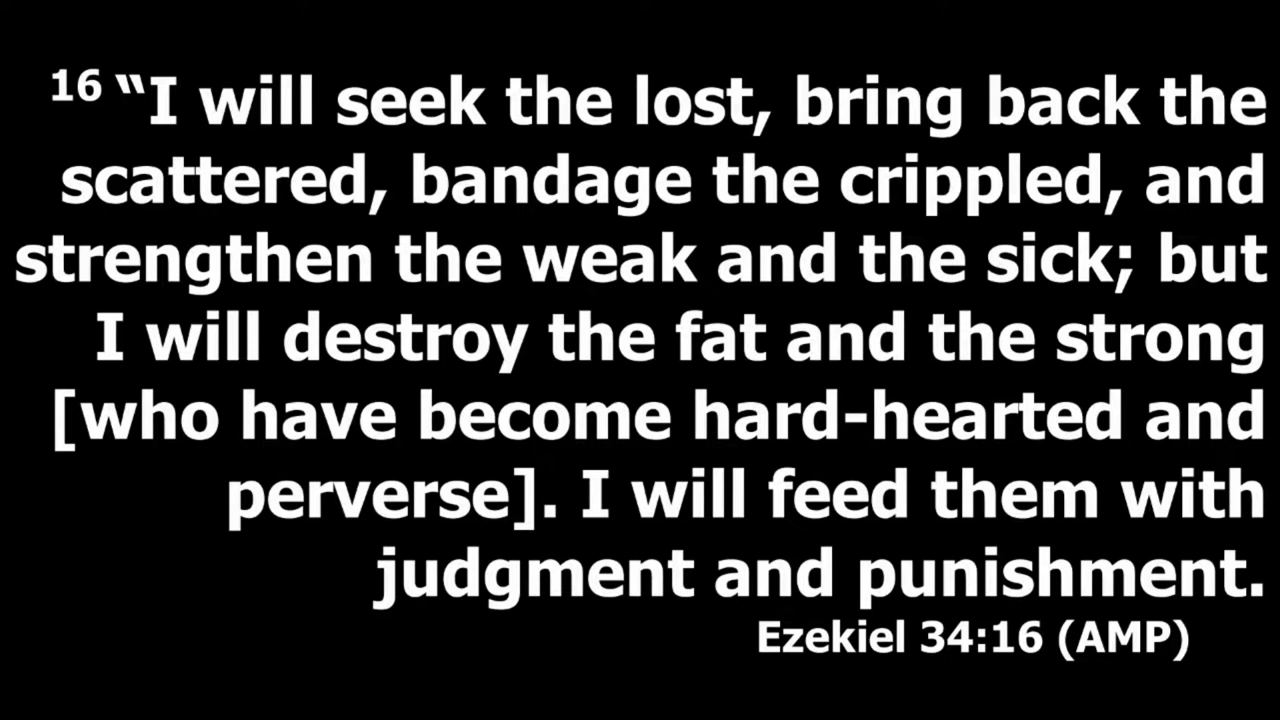 16 “I will seek the lost, bring back the
scattered, bandage the crippled, and
strengthen the weak and the sick; but
I will destroy the fat and the strong
[who have become hard-hearted and
perverse]. I will feed them with
judgment and punishment.
Ezekiel 34:16 (AMP)